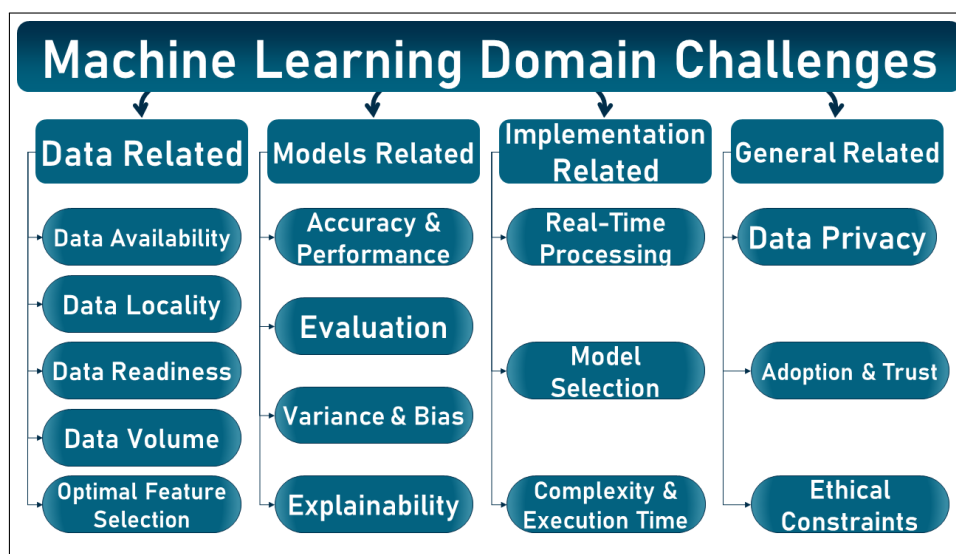 Machine Learning Domain Challenges
Data Related
Data Availability
Data Locality
Data Readiness
Data Volume
Optimal Feature
Selection
Models Related
Accuracy &
Performance
Evaluation
Variance & Bias
Explainability
Implementation
Related
Real-Time
Processing
Model
Selection
Complexity &
Execution Time
General Related
Data Privacy
Adoption & Trust
Ethical
Constraints